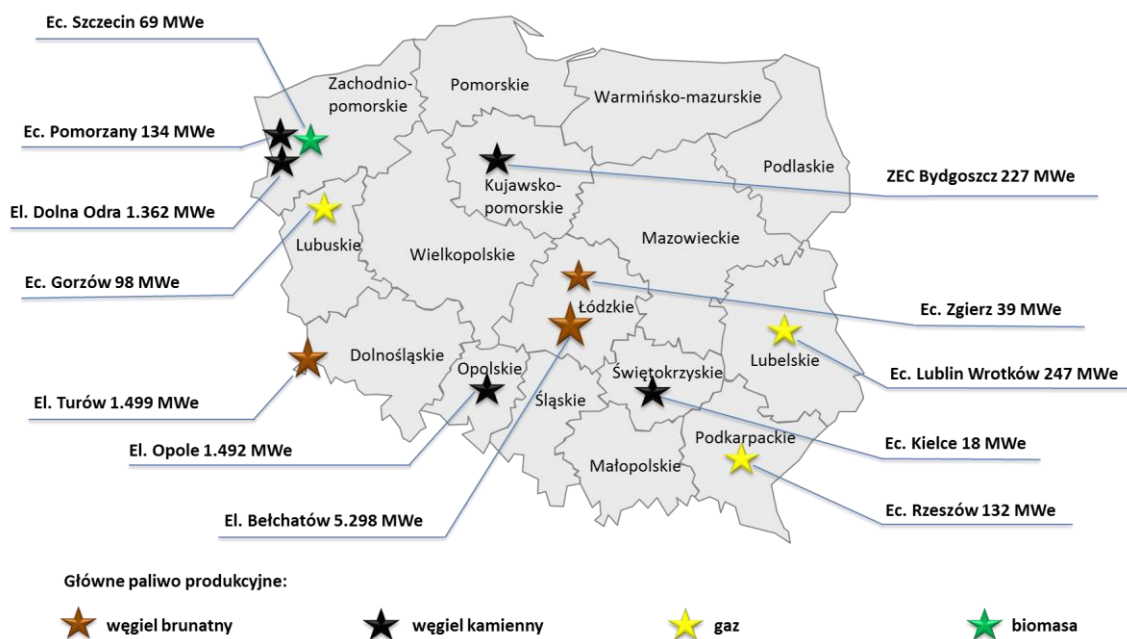 Ec. Szczecin 69 MWe
Zachodnio-
pomorskie
Pomorskie
Warmińsko-mazurskie
Ec. Pomorzany 134 MWe
Podlaskie
ZEC Bydgoszcz 227 MWe
Kujawsko-
pomorskie
El. Dolna Odra 1.362 MWe
Lubuskie
Wielkopolskie
Mazowieckie
Ec. Gorzów 98 MWe
Łódzkie
Ec. Zgierz 39 MWe
Dolnośląskie
Opolskie
Świętokrzyskie
Lubelskie
Ec. Lublin Wrotków 247 MWe
El. Turów 1.499 MWe
Śląskie
El. Opole 1.492 MWe
Podkarpackie
Ec. Kielce 18 MWe
Małopolskie
El. Bełchatów 5.298 MWe
Ec. Rzeszów 132 MWe
Główne paliwo produkcyjne:
węgiel brunatny
węgiel kamienny
gaz
biomasa